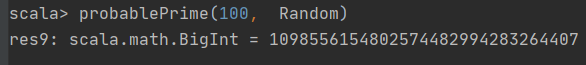 scala> probablePrime(100,  Random)
res9: scala.math.BigInt = 1098556154802574482994283264407